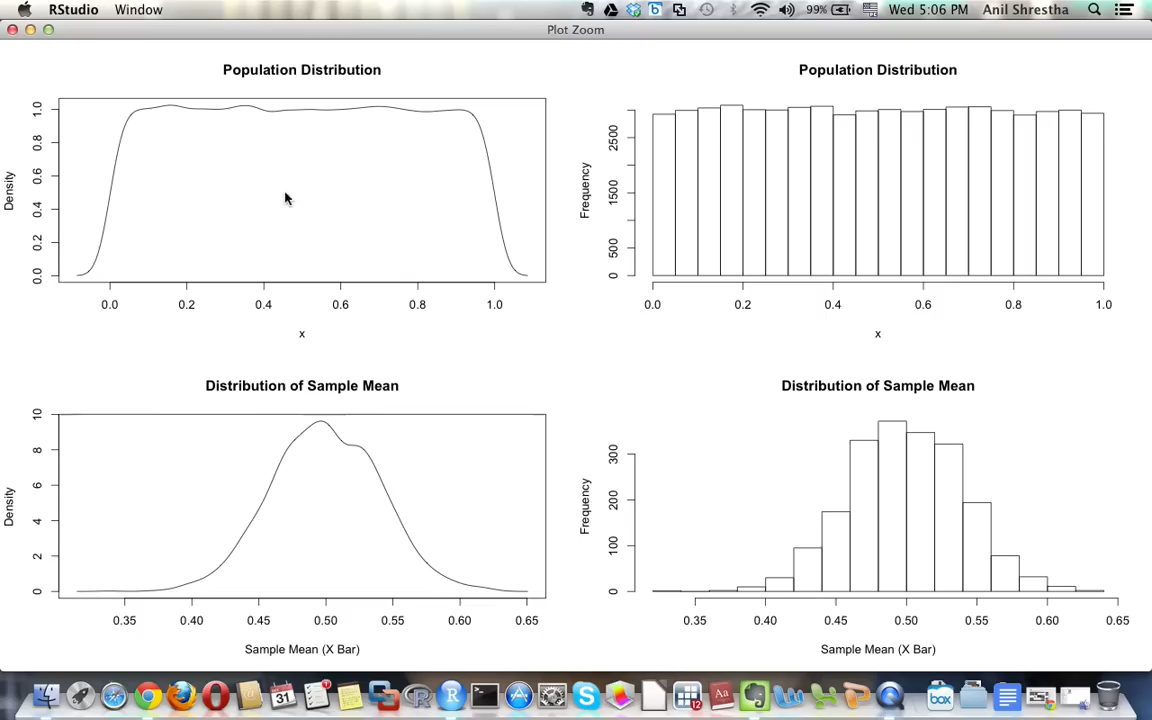 RStudio Window 99% Wed 5:06 PM Anil Shrestha
Plot Zoom
Population Distribution
Density
0.0 0.2 0.4 0.6 0.8 1.0
0.0 0.2 0.4 0.6 0.8 1.0
x
Population Distribution
Frequency
0 500 1500 2500
0.0 0.2 0.4 0.6 0.8 1.0
x
Distribution of Sample Mean
Density
0 2 4 6 8 10
0.35 0.40 0.45 0.50 0.55 0.60 0.65
Sample Mean (X Bar)
Distribution of Sample Mean
Frequency
0 100 200 300
0.35 0.40 0.45 0.50 0.55 0.60 0.65
Sample Mean (X Bar)
31
1
R
R
Aa
12
W
box